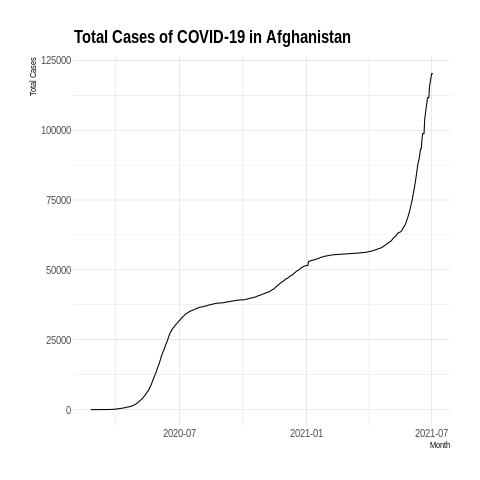 Total Cases of COVID-19 in Afghanistan
Total Cases
125000
100000
75000
50000
25000
0
2020-07 2021-01 2021-07
Month